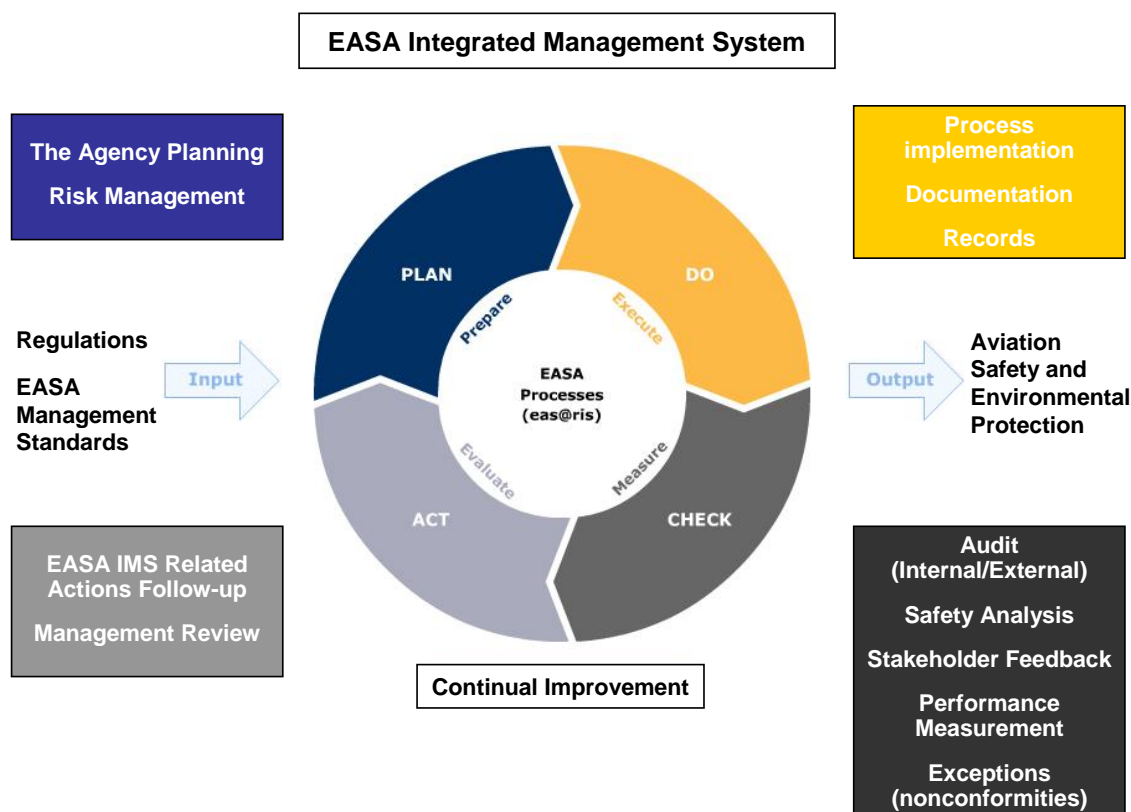 EASA Integrated Management System
The Agency Planning
Risk Management
Process
implementation
Documentation
Records
PLAN
DO
Prepare
Execute
Regulations
EASA
Management
Standards
Input
EASA
Processes
(eas@ris)
Output
Aviation
Safety and
Environmental
Protection
Evaluate
Measure
ACT
CHECK
EASA IMS Related
Actions Follow-up
Management Review
Continual Improvement
Audit
(Internal/External)
Safety Analysis
Stakeholder Feedback
Performance
Measurement
Exceptions
(nonconformities)